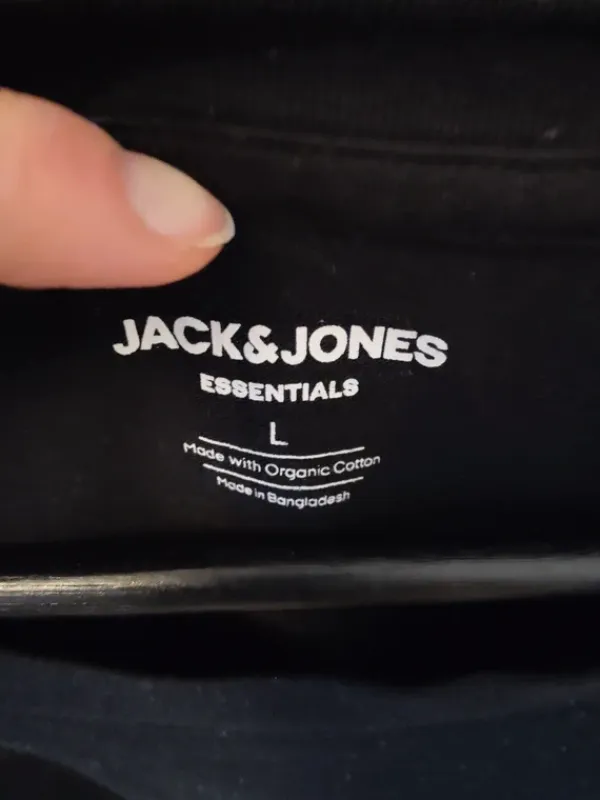 JACK&JONES
ESSENTIALS
L
Made with Organic Cotton
Made in Bangladesh